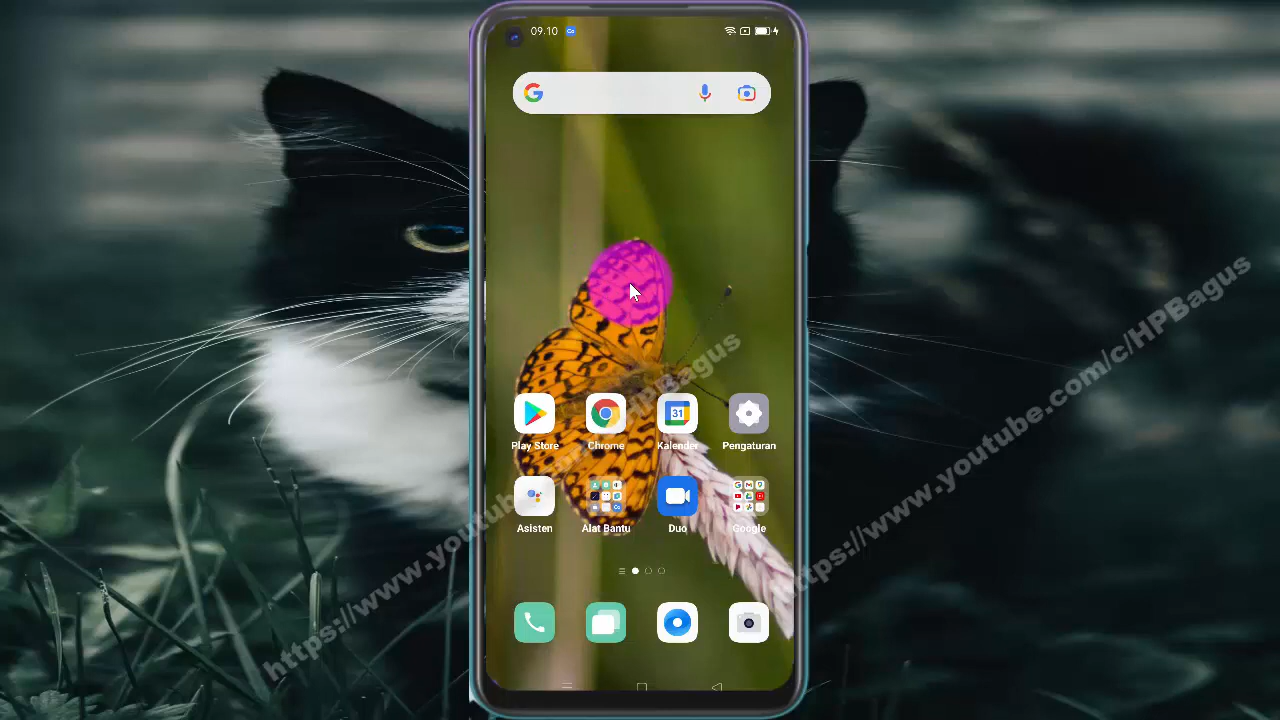 09.10
Play Store
Chrome
31
Kalender
Pengaturan
Asisten
Alat Bantu
Duo
Google
https://www.youtube.com/c/HPBagus
https://www.youtube.com/c/HPBagus